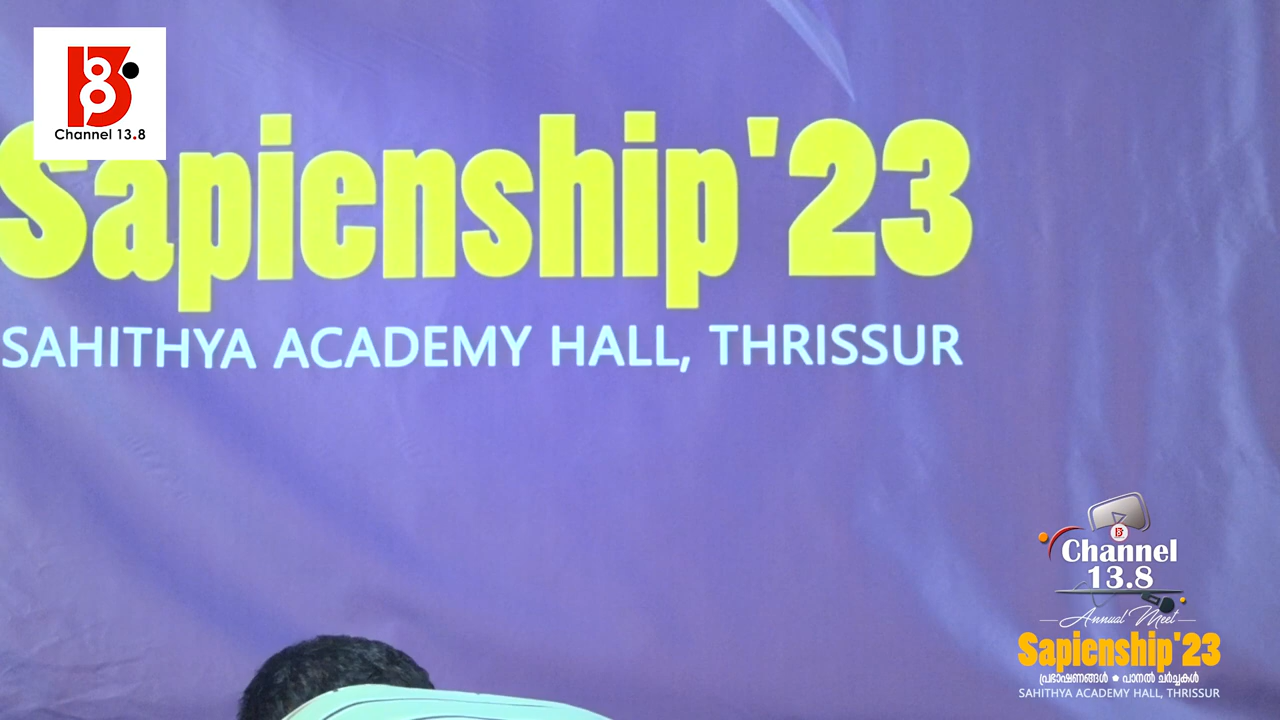 Channel 13.8
Sapienship'23
SAHITHYA ACADEMY HALL, THRISSUR
Channel
13.8
Annual Meet
Sapienship'23
പ്രഭാഷണങ്ങൾ • പാനൽ ചർച്ചകൾ
SAHITHYA ACADEMY HALL, THRISSUR